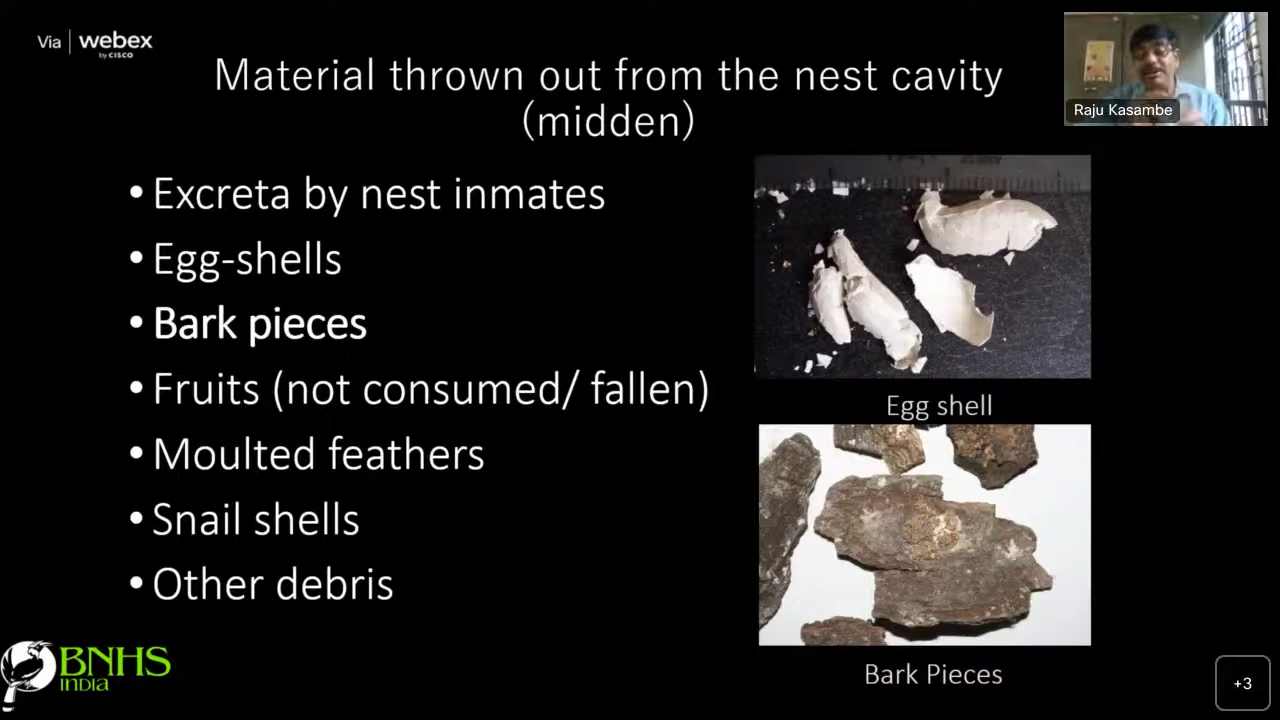 Via | webex
by CISCO
Material thrown out from the nest cavity
(midden)
Raju Kasambe
• Excreta by nest inmates
• Egg-shells
• Bark pieces
• Fruits (not consumed/ fallen)
• Moulted feathers
• Snail shells
• Other debris
Egg shell
Bark Pieces
BNHS
INDIA
+3